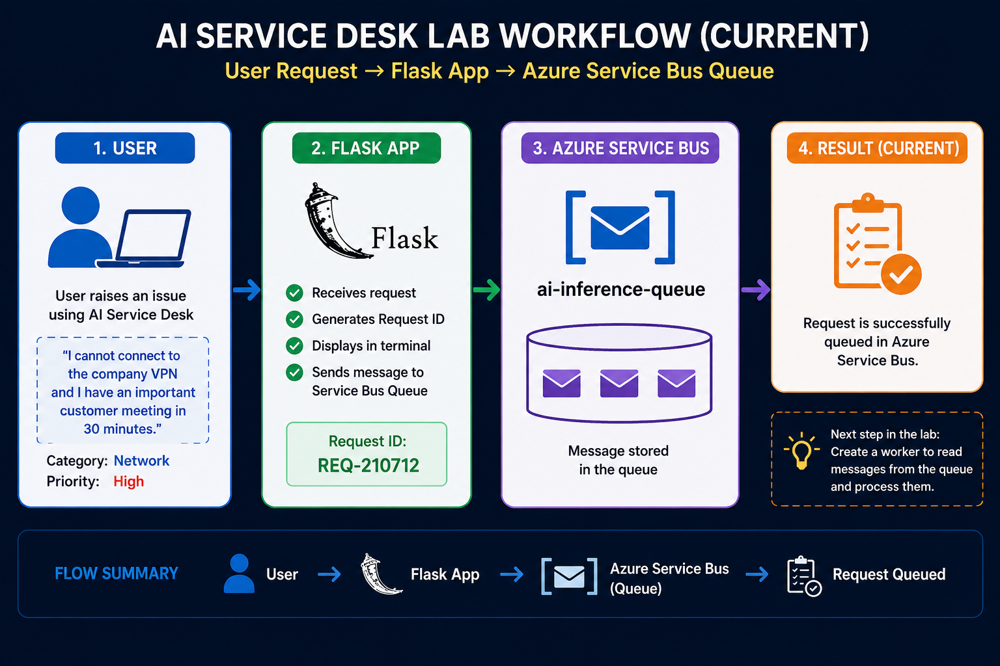 AI SERVICE DESK LAB WORKFLOW (CURRENT)
User Request → Flask App → Azure Service Bus Queue
1. USER
User raises an issue
using AI Service Desk
“I cannot connect to
the company VPN
and I have an important
customer meeting in
30 minutes.”
Category: Network
Priority: High
2. FLASK APP
Flask
Receives request
Generates Request ID
Displays in terminal
Sends message to
Service Bus Queue
Request ID:
REQ-210712
3. AZURE SERVICE BUS
ai-inference-queue
Message stored
in the queue
4. RESULT (CURRENT)
Request is successfully
queued in Azure
Service Bus.
Next step in the lab:
Create a worker to read
messages from the queue
and process them.
FLOW SUMMARY
User
Flask App
Azure Service Bus
(Queue)
Request Queued